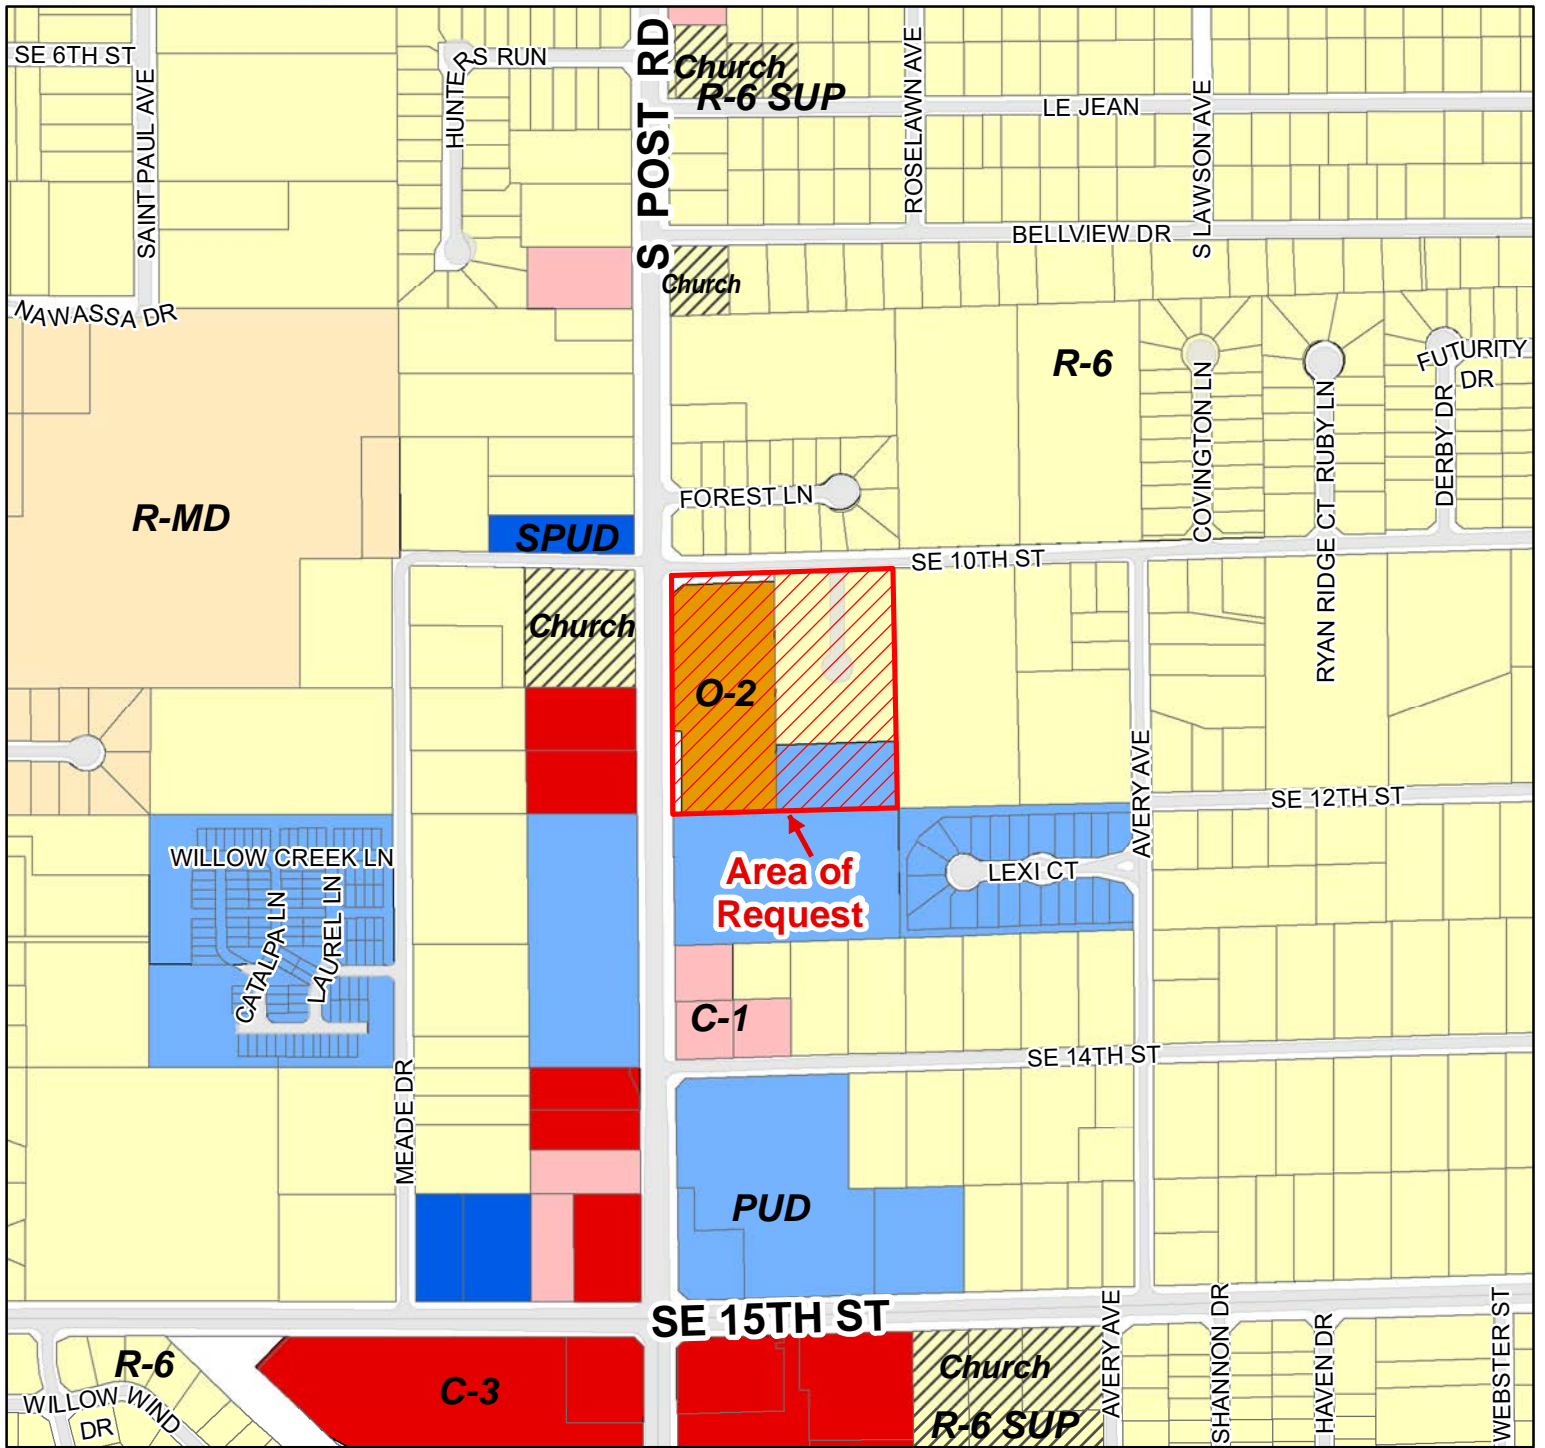 SE 6TH ST
SAINT PAUL AVE
HUNTERS RUN
S POST RD
Church
R-6 SUP
ROSELAWN AVE
LE JEAN
S LAWSON AVE
BELLVIEW DR
Church
NAWASSA DR
R-6
FUTURITY
DR
COVINGTON LN
RUBY LN
RYAN RIDGE CT
DERBY DR
R-MD
FOREST LN
SPUD
SE 10TH ST
Church
O-2
AVERY AVE
SE 12TH ST
WILLOW CREEK LN
CATALPA LN
LAUREL LN
Area of
Request
LEXI CT
C-1
SE 14TH ST
MEADE DR
PUD
SE 15TH ST
R-6
WILLOW WIND
DR
C-3
Church
R-6 SUP
AVERY AVE
SHANNON DR
HAVEN DR
WEBSTER ST